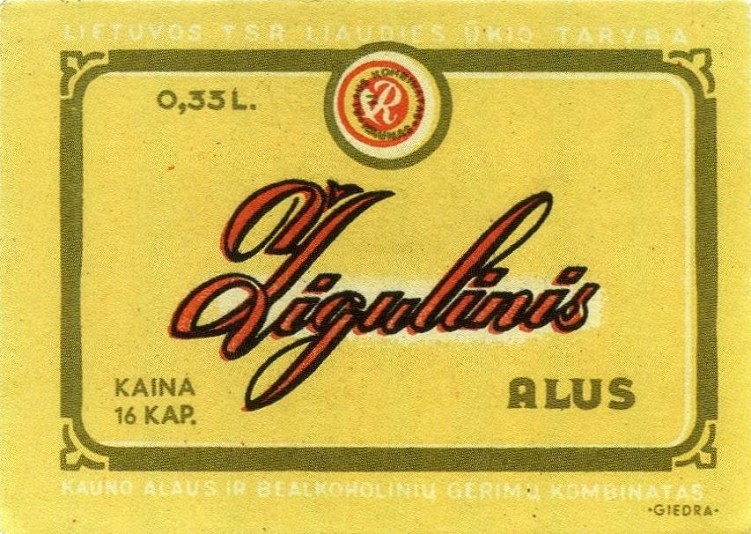 LIETUVOS TSR LIAUDIES ŪKIO TARYBA
0,33 L.
R
Žigulinis
KAINA
16 KAP.
ALUS
KAUNO ALAUS IR BEALKOHOLINIŲ GĖRIMŲ KOMBINATAS
·GIEDRA·